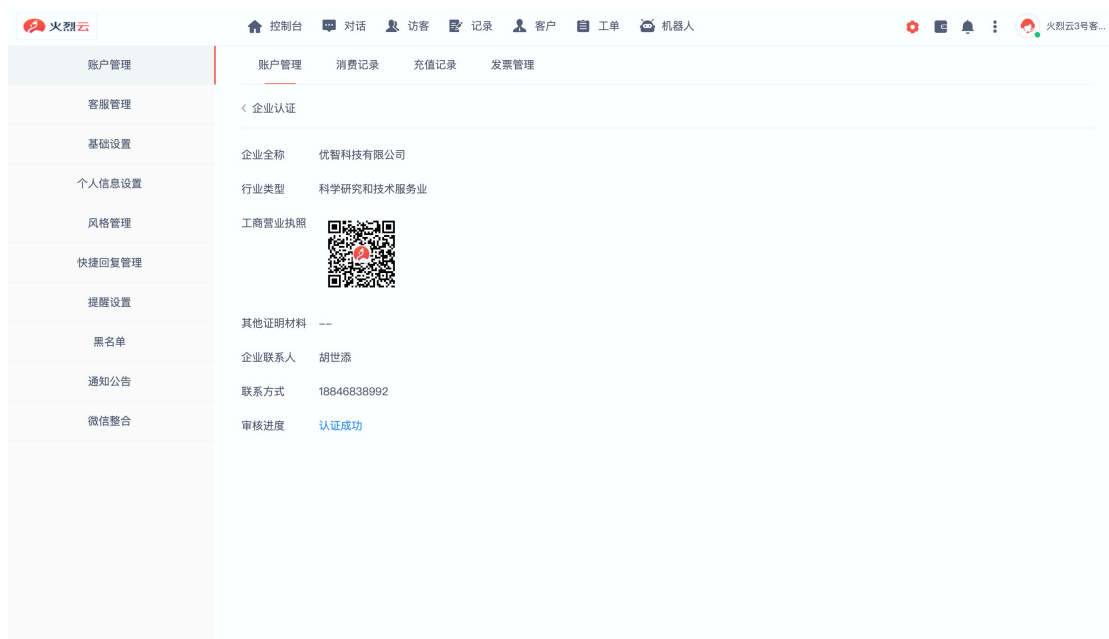 火烈云
控制台 对话 访客 记录 客户 工单 机器人
火烈云3号客...
账户管理
客服管理
基础设置
个人信息设置
风格管理
快捷回复管理
提醒设置
黑名单
通知公告
微信整合
账户管理 消费记录 充值记录 发票管理
< 企业认证
企业全称 优智科技有限公司
行业类型 科学研究和技术服务业
工商营业执照
其他证明材料 --
企业联系人 胡世添
联系方式 18846838992
审核进度 认证成功